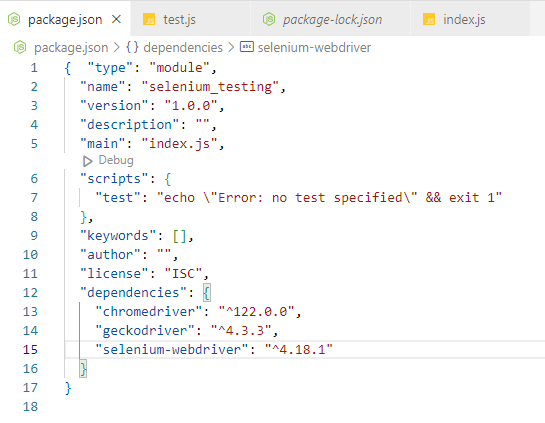 package.json test.js package-lock.json index.js
package.json > {} dependencies > abc selenium-webdriver
1 { "type": "module",
2 "name": "selenium_testing",
3 "version": "1.0.0",
4 "description": "",
5 "main": "index.js",
Debug
6 "scripts": {
7 "test": "echo \"Error: no test specified\" && exit 1"
8 },
9 "keywords": [],
10 "author": "",
11 "license": "ISC",
12 "dependencies": {
13 "chromedriver": "^122.0.0",
14 "geckodriver": "^4.3.3",
15 "selenium-webdriver": "^4.18.1"
16 }
17 }
18